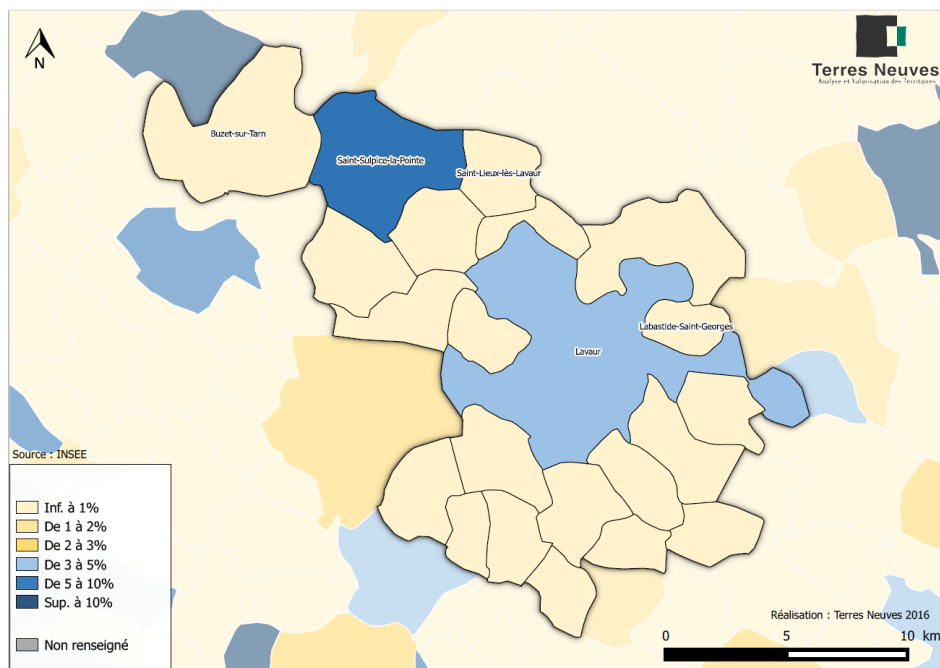 N
Terres Neuves
Analyse et Valorisation des Territoires
Buzet-sur-Tarn
Saint-Sulpice-la-Pointe
Saint-Lieux-lès-Lavaur
Labastide-Saint-Georges
Lavaur
Source : INSEE
Inf. à 1%
De 1 à 2%
De 2 à 3%
De 3 à 5%
De 5 à 10%
Sup. à 10%
Non renseigné
Réalisation : Terres Neuves 2016
0 5 10 km